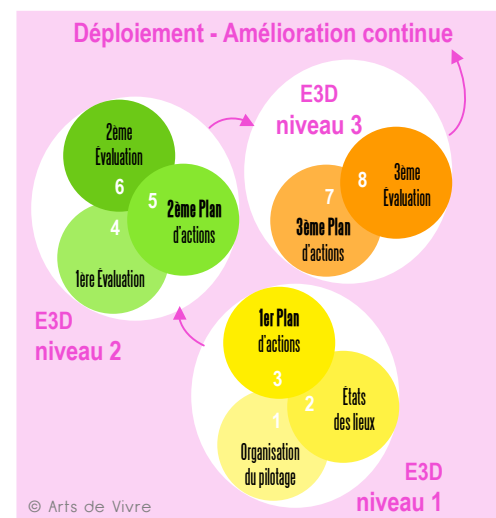 Déploiement - Amélioration continue
E3D
niveau 3
2ème
Évaluation
6
5
2ème Plan
d'actions
4
1ère Évaluation
3ème
Évaluation
8
7
3ème Plan
d'actions
E3D
niveau 2
1er Plan
d'actions
3
2
États
des lieux
1
Organisation
du pilotage
E3D
niveau 1
© Arts de Vivre